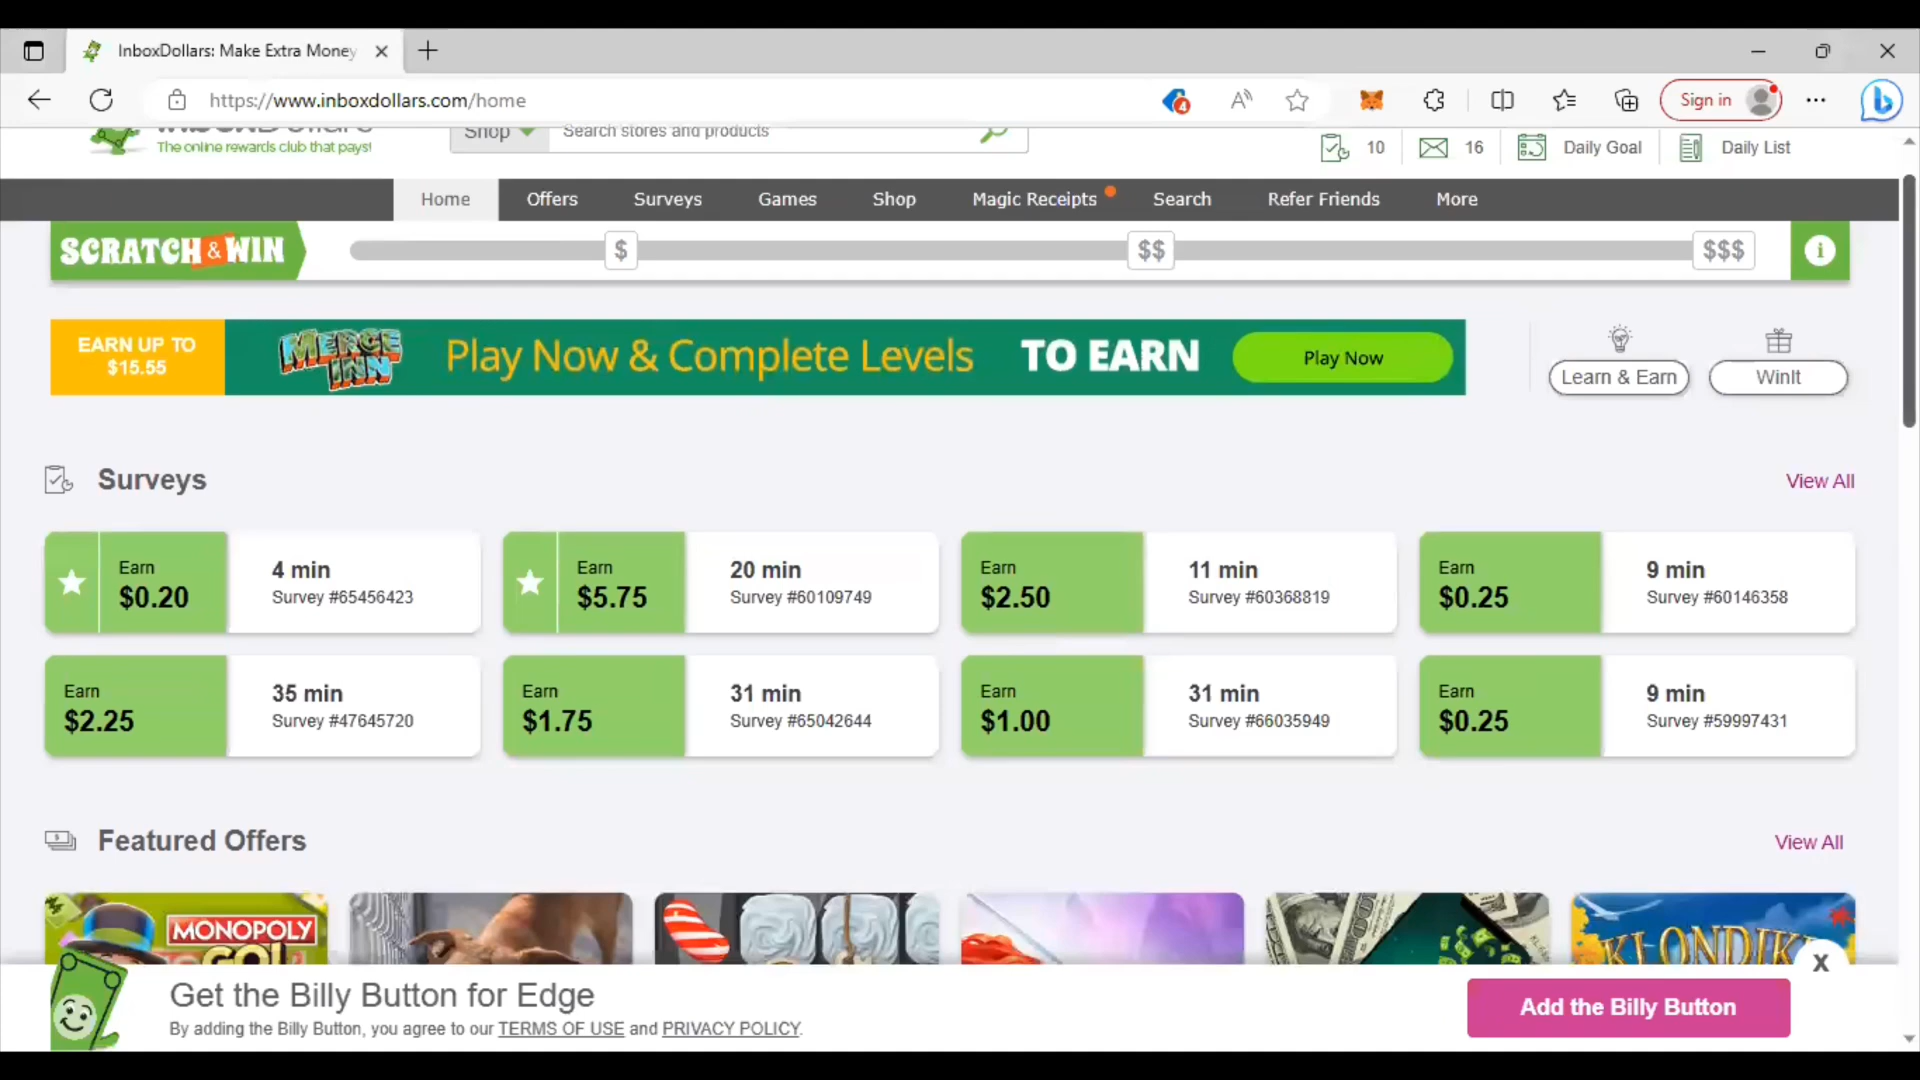 InboxDollars: Make Extra Money
https://www.inboxdollars.com/home
4
Sign in
The online rewards club that pays!
Shop
Search stores and products
10
16
Daily Goal
Daily List
Home
Offers
Surveys
Games
Shop
Magic Receipts
Search
Refer Friends
More
SCRATCH & WIN
$
$$
$$$
i
EARN UP TO
$15.55
MERGE
INN
Play Now & Complete Levels TO EARN
Play Now
Learn & Earn
WinIt
Surveys
View All
Earn
$0.20
4 min
Survey #65456423
Earn
$5.75
20 min
Survey #60109749
Earn
$2.50
11 min
Survey #60368819
Earn
$0.25
9 min
Survey #60146358
Earn
$2.25
35 min
Survey #47645720
Earn
$1.75
31 min
Survey #65042644
Earn
$1.00
31 min
Survey #66035949
Earn
$0.25
9 min
Survey #59997431
Featured Offers
View All
MONOPOLY
GO!
X
Get the Billy Button for Edge
By adding the Billy Button, you agree to our TERMS OF USE and PRIVACY POLICY.
Add the Billy Button